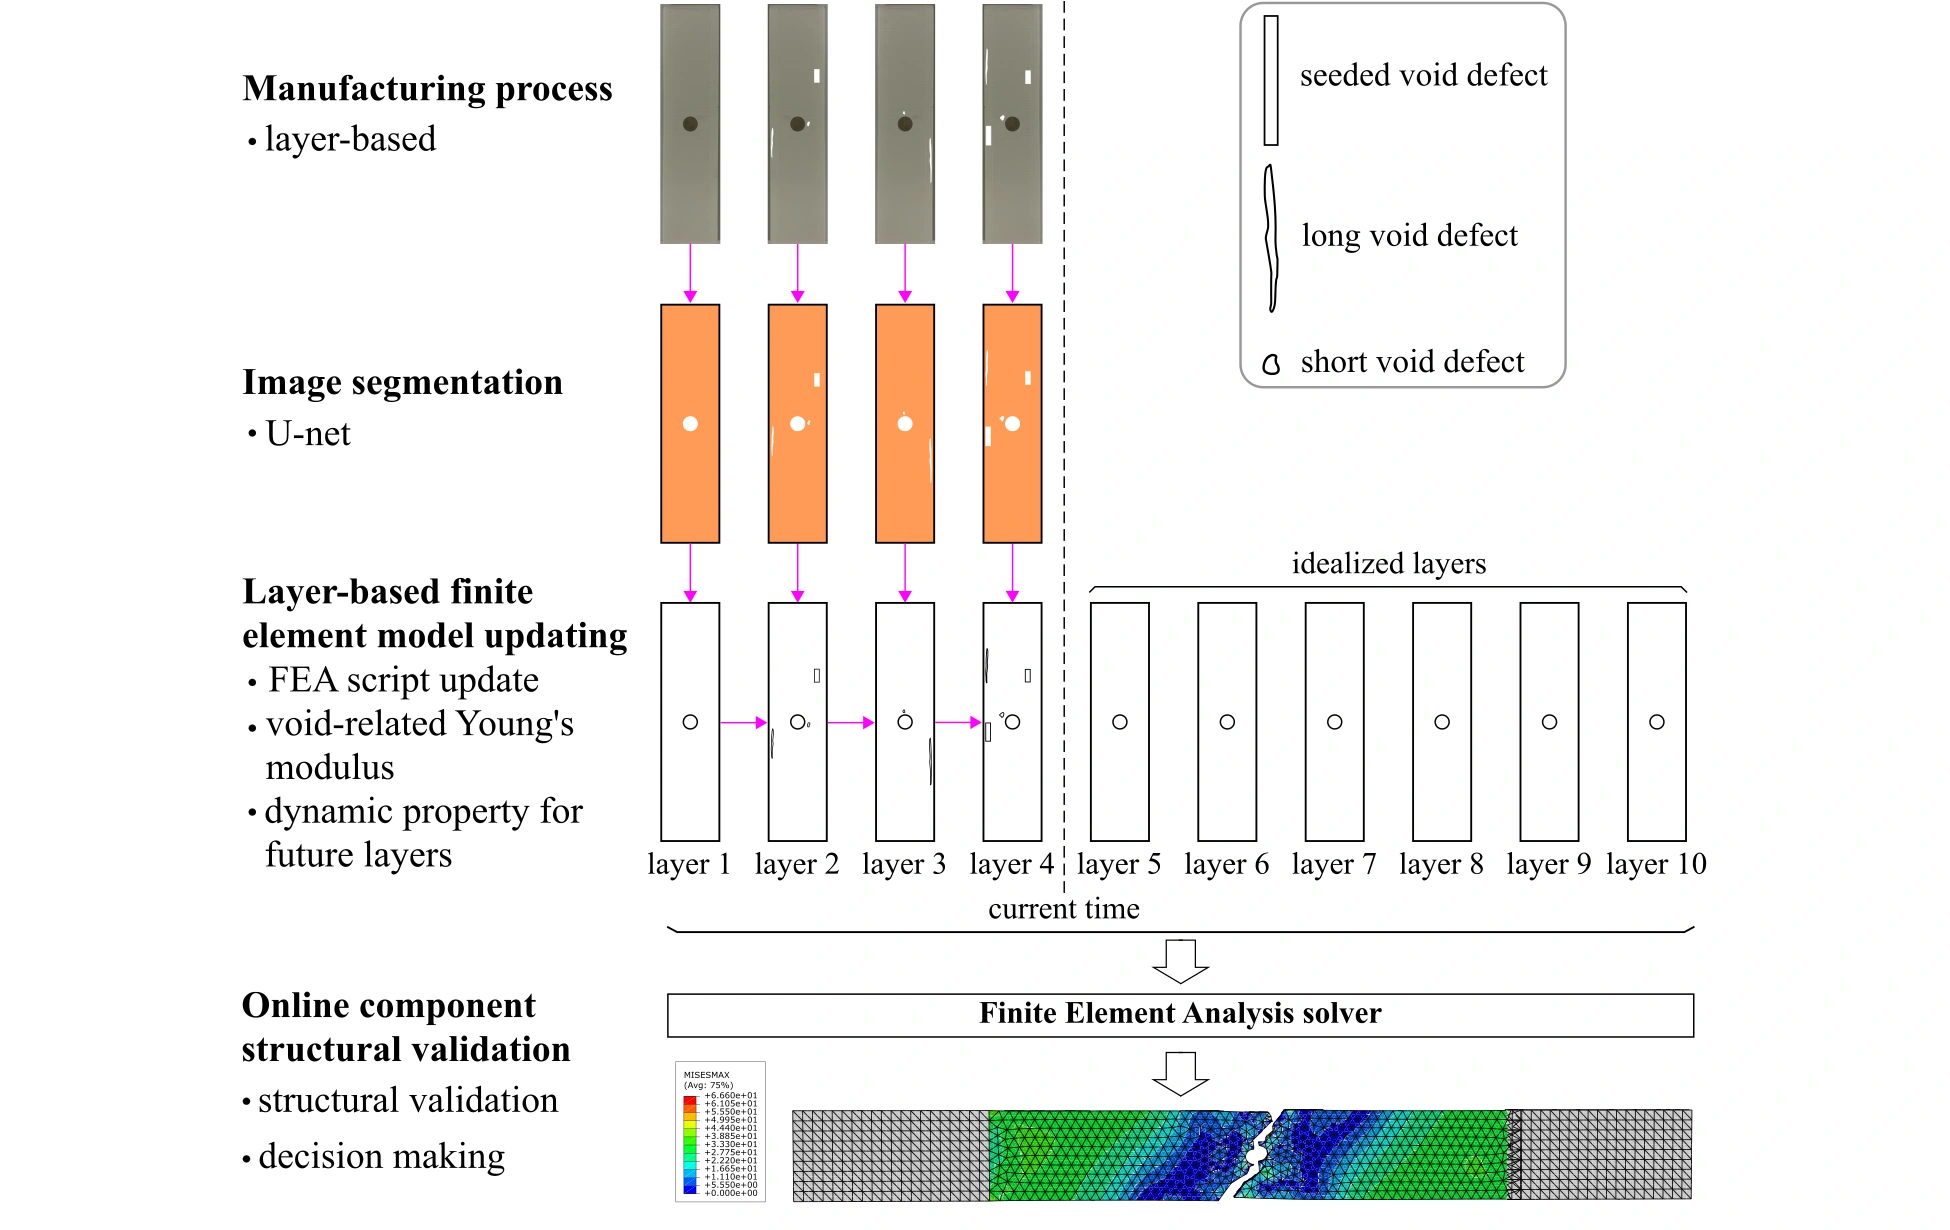 Manufacturing process
• layer-based
seeded void defect
long void defect
short void defect
Image segmentation
• U-net
idealized layers
Layer-based finite
element model updating
• FEA script update
• void-related Young's
modulus
• dynamic property for
future layers
layer 1 layer 2 layer 3 layer 4 layer 5 layer 6 layer 7 layer 8 layer 9 layer 10
current time
Finite Element Analysis solver
Online component
structural validation
• structural validation
• decision making
MISESMAX
(Avg: 75%)
+6.660e+01
+6.105e+01
+5.550e+01
+4.995e+01
+4.440e+01
+3.885e+01
+3.330e+01
+2.775e+01
+2.220e+01
+1.665e+01
+1.110e+01
+5.550e+00
+0.000e+00